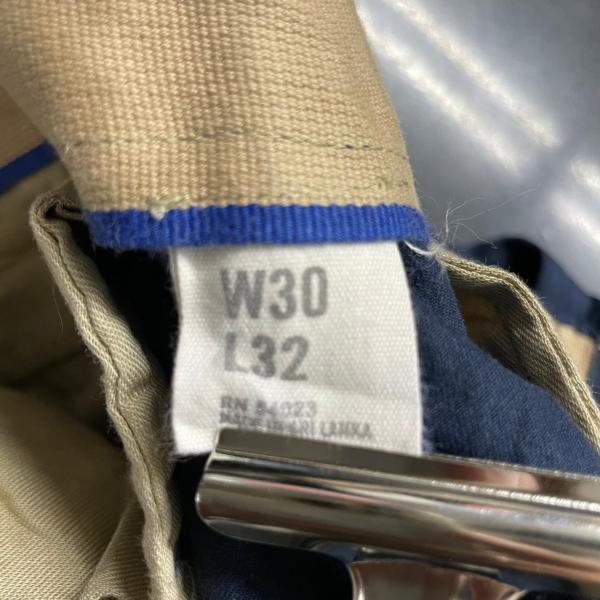 W30
L32
RN 54023
MADE IN SRI LANKA